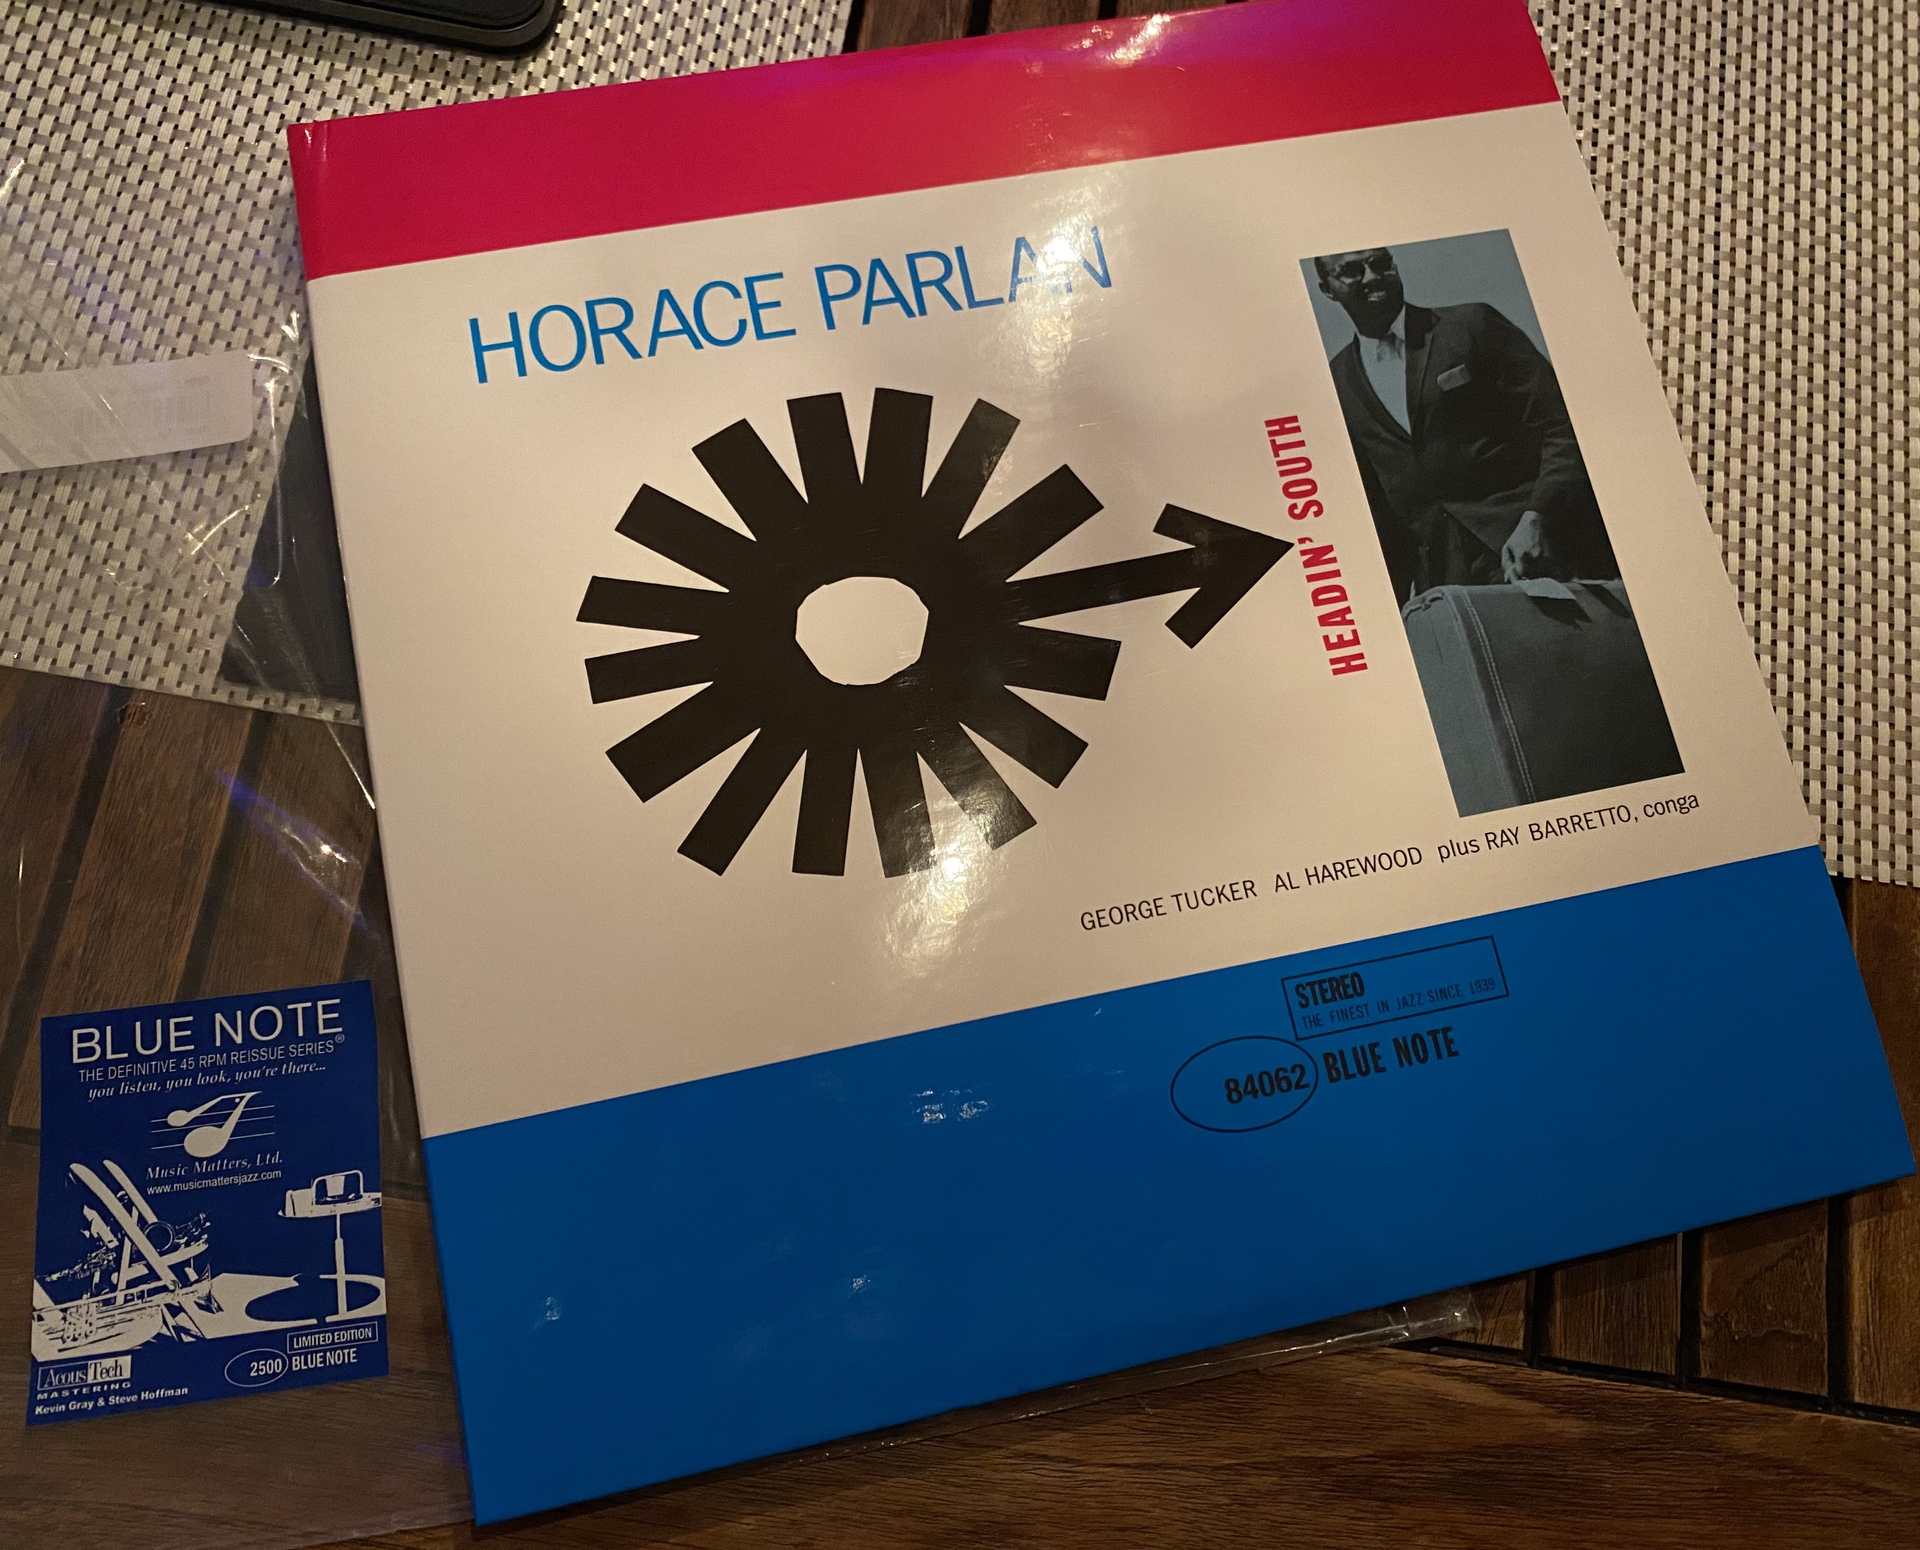 HORACE PARLAN
HEADIN' SOUTH
GEORGE TUCKER AL HAREWOOD plus RAY BARRETTO, conga
STEREO
THE FINEST IN JAZZ SINCE 1939
84062 BLUE NOTE
BLUE NOTE
THE DEFINITIVE 45 RPM REISSUE SERIES®
you listen, you look, you're there...
Music Matters, Ltd.
www.musicmattersjazz.com
LIMITED EDITION
2500 BLUE NOTE
AcousTech
MASTERING
Kevin Gray & Steve Hoffman